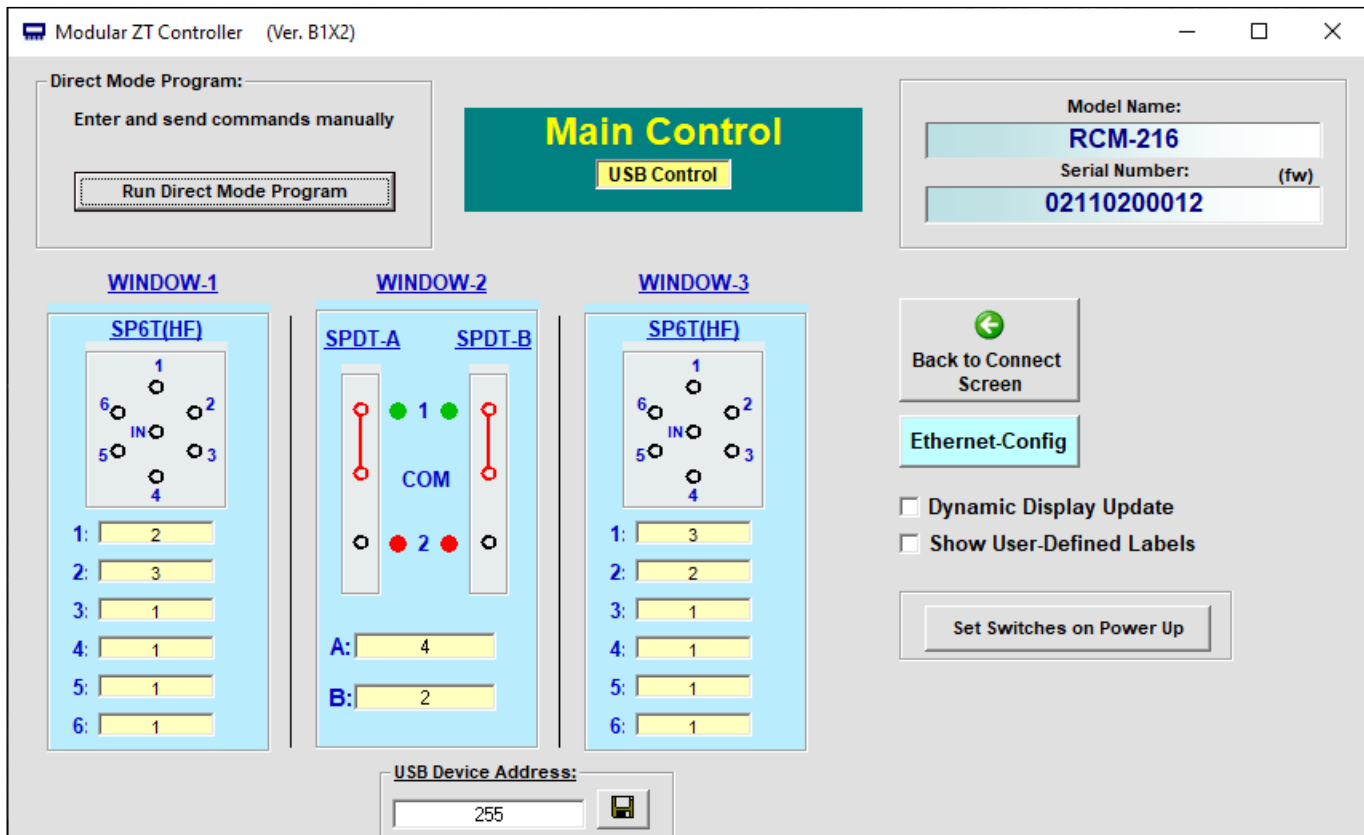 Modular ZT Controller (Ver. B1X2)
Direct Mode Program:
Enter and send commands manually
Run Direct Mode Program
Main Control
USB Control
Model Name:
RCM-216
Serial Number: (fw)
02110200012
WINDOW-1
SP6T(HF)
1
6 2
IN
5 3
4
1: 2
2: 3
3: 1
4: 1
5: 1
6: 1
WINDOW-2
SPDT-A SPDT-B
1
COM
2
A: 4
B: 2
WINDOW-3
SP6T(HF)
1
6 2
IN
5 3
4
1: 3
2: 2
3: 1
4: 1
5: 1
6: 1
Back to Connect
Screen
Ethernet-Config
Dynamic Display Update
Show User-Defined Labels
Set Switches on Power Up
USB Device Address:
255